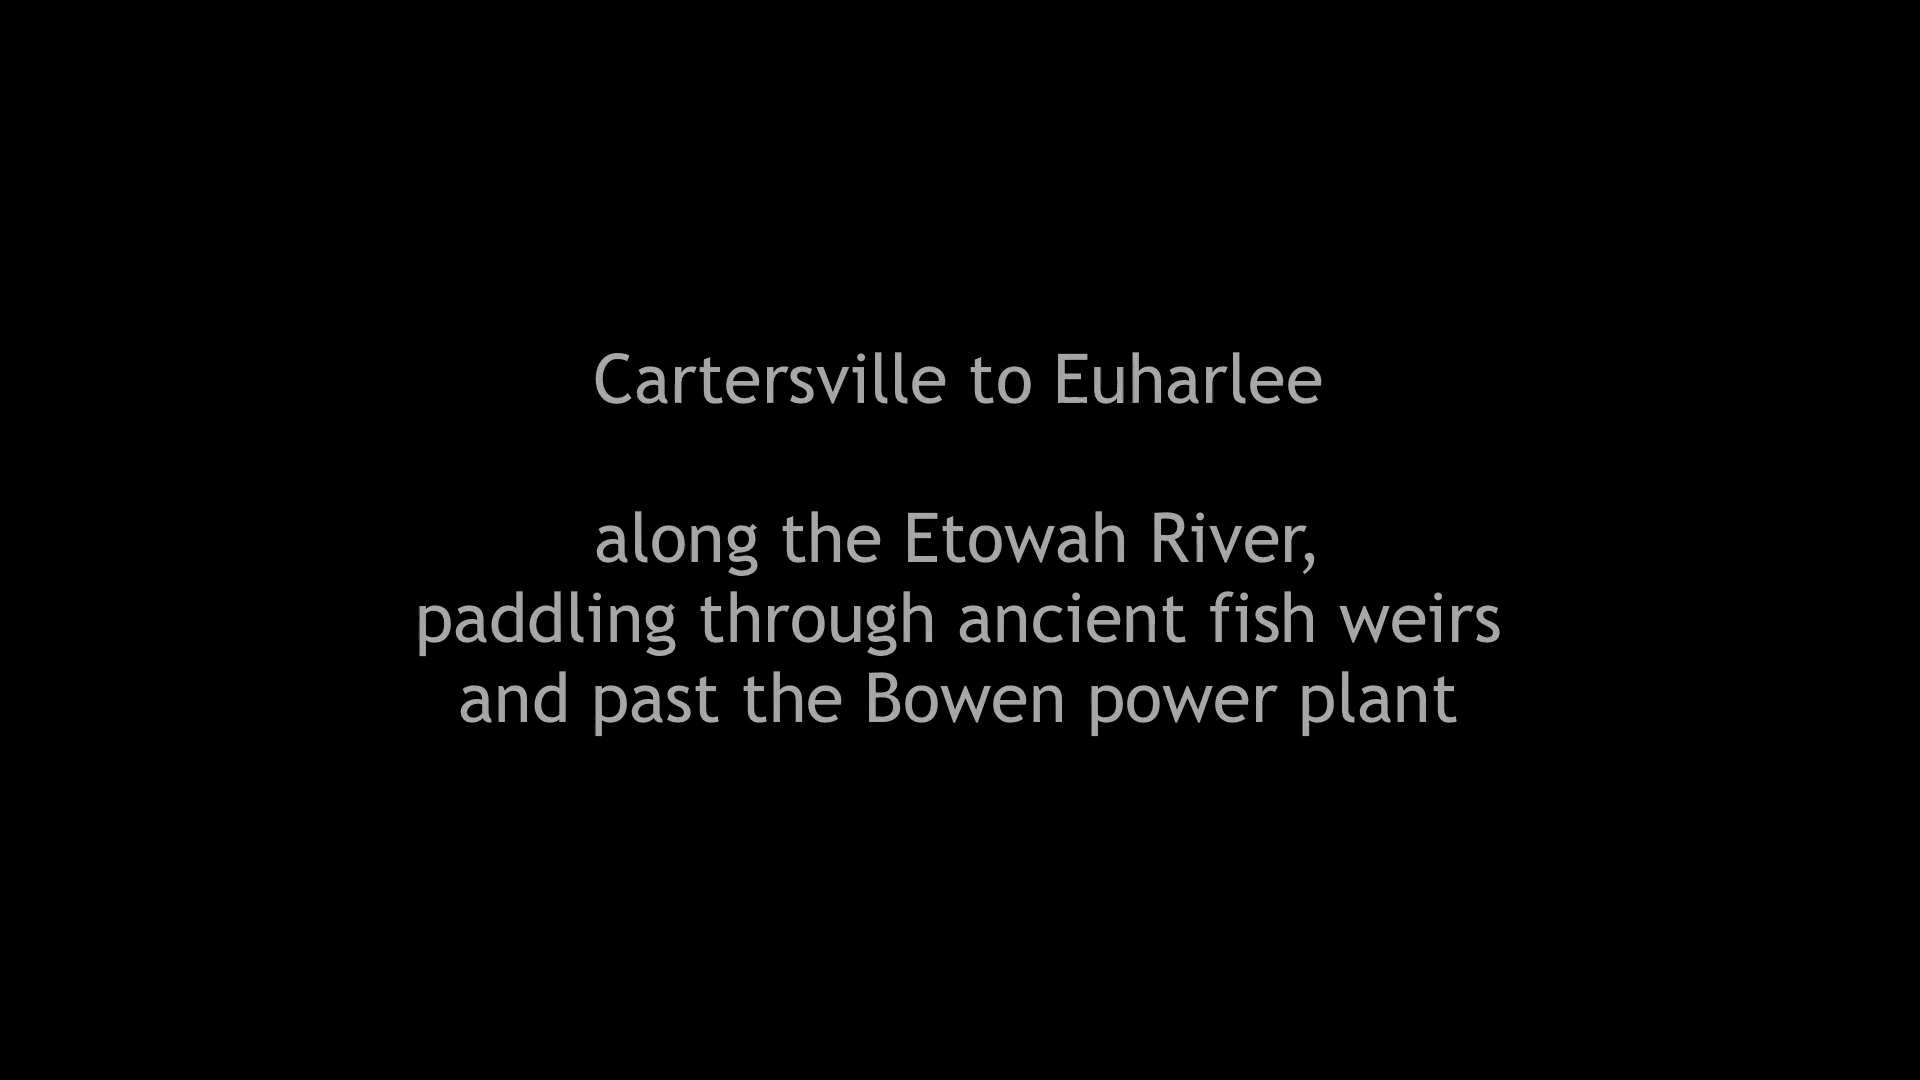 Cartersville to Euharlee
along the Etowah River,
paddling through ancient fish weirs
and past the Bowen power plant